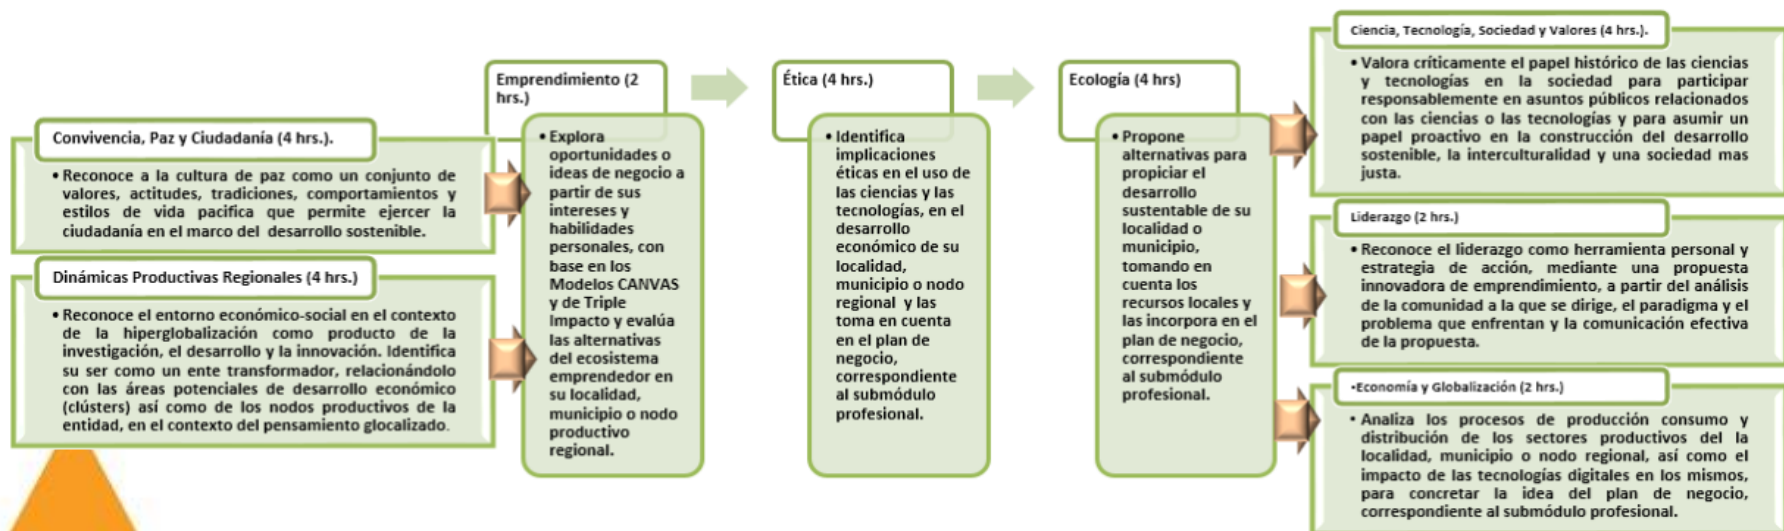 Convivencia, Paz y Ciudadanía (4 hrs.).
• Reconoce a la cultura de paz como un conjunto de
valores, actitudes, tradiciones, comportamientos y
estilos de vida pacifica que permite ejercer la
ciudadanía en el marco del desarrollo sostenible.
Dinámicas Productivas Regionales (4 hrs.)
• Reconoce el entorno económico-social en el contexto
de la hiperglobalización como producto de la
investigación, el desarrollo y la innovación. Identifica
su ser como un ente transformador, relacionándolo
con las áreas potenciales de desarrollo económico
(clústers) así como de los nodos productivos de la
entidad, en el contexto del pensamiento glocalizado.
Emprendimiento (2
hrs.)
• Explora
oportunidades o
ideas de negocio a
partir de sus
intereses y
habilidades
personales, con
base en los
Modelos CANVAS
y de Triple
Impacto y evalúa
las alternativas
del ecosistema
emprendedor en
su localidad,
municipio o nodo
productivo
regional.
Ética (4 hrs.)
• Identifica
implicaciones
éticas en el uso de
las ciencias y las
tecnologías, en el
desarrollo
económico de su
localidad,
municipio o nodo
regional y las
toma en cuenta
en el plan de
negocio,
correspondiente
al submódulo
profesional.
Ecología (4 hrs)
• Propone
alternativas para
propiciar el
desarrollo
sustentable de su
localidad o
municipio,
tomando en
cuenta los
recursos locales y
las incorpora en el
plan de negocio,
correspondiente
al submódulo
profesional.
Ciencia, Tecnología, Sociedad y Valores (4 hrs.).
• Valora críticamente el papel histórico de las ciencias
y tecnologías en la sociedad para participar
responsablemente en asuntos públicos relacionados
con las ciencias o las tecnologías y para asumir un
papel proactivo en la construcción del desarrollo
sostenible, la interculturalidad y una sociedad mas
justa.
Liderazgo (2 hrs.)
• Reconoce el liderazgo como herramienta personal y
estrategia de acción, mediante una propuesta
innovadora de emprendimiento, a partir del análisis
de la comunidad a la que se dirige, el paradigma y el
problema que enfrentan y la comunicación efectiva
de la propuesta.
•Economía y Globalización (2 hrs.)
• Analiza los procesos de producción consumo y
distribución de los sectores productivos del la
localidad, municipio o nodo regional, así como el
impacto de las tecnologías digitales en los mismos,
para concretar la idea del plan de negocio,
correspondiente al submódulo profesional.